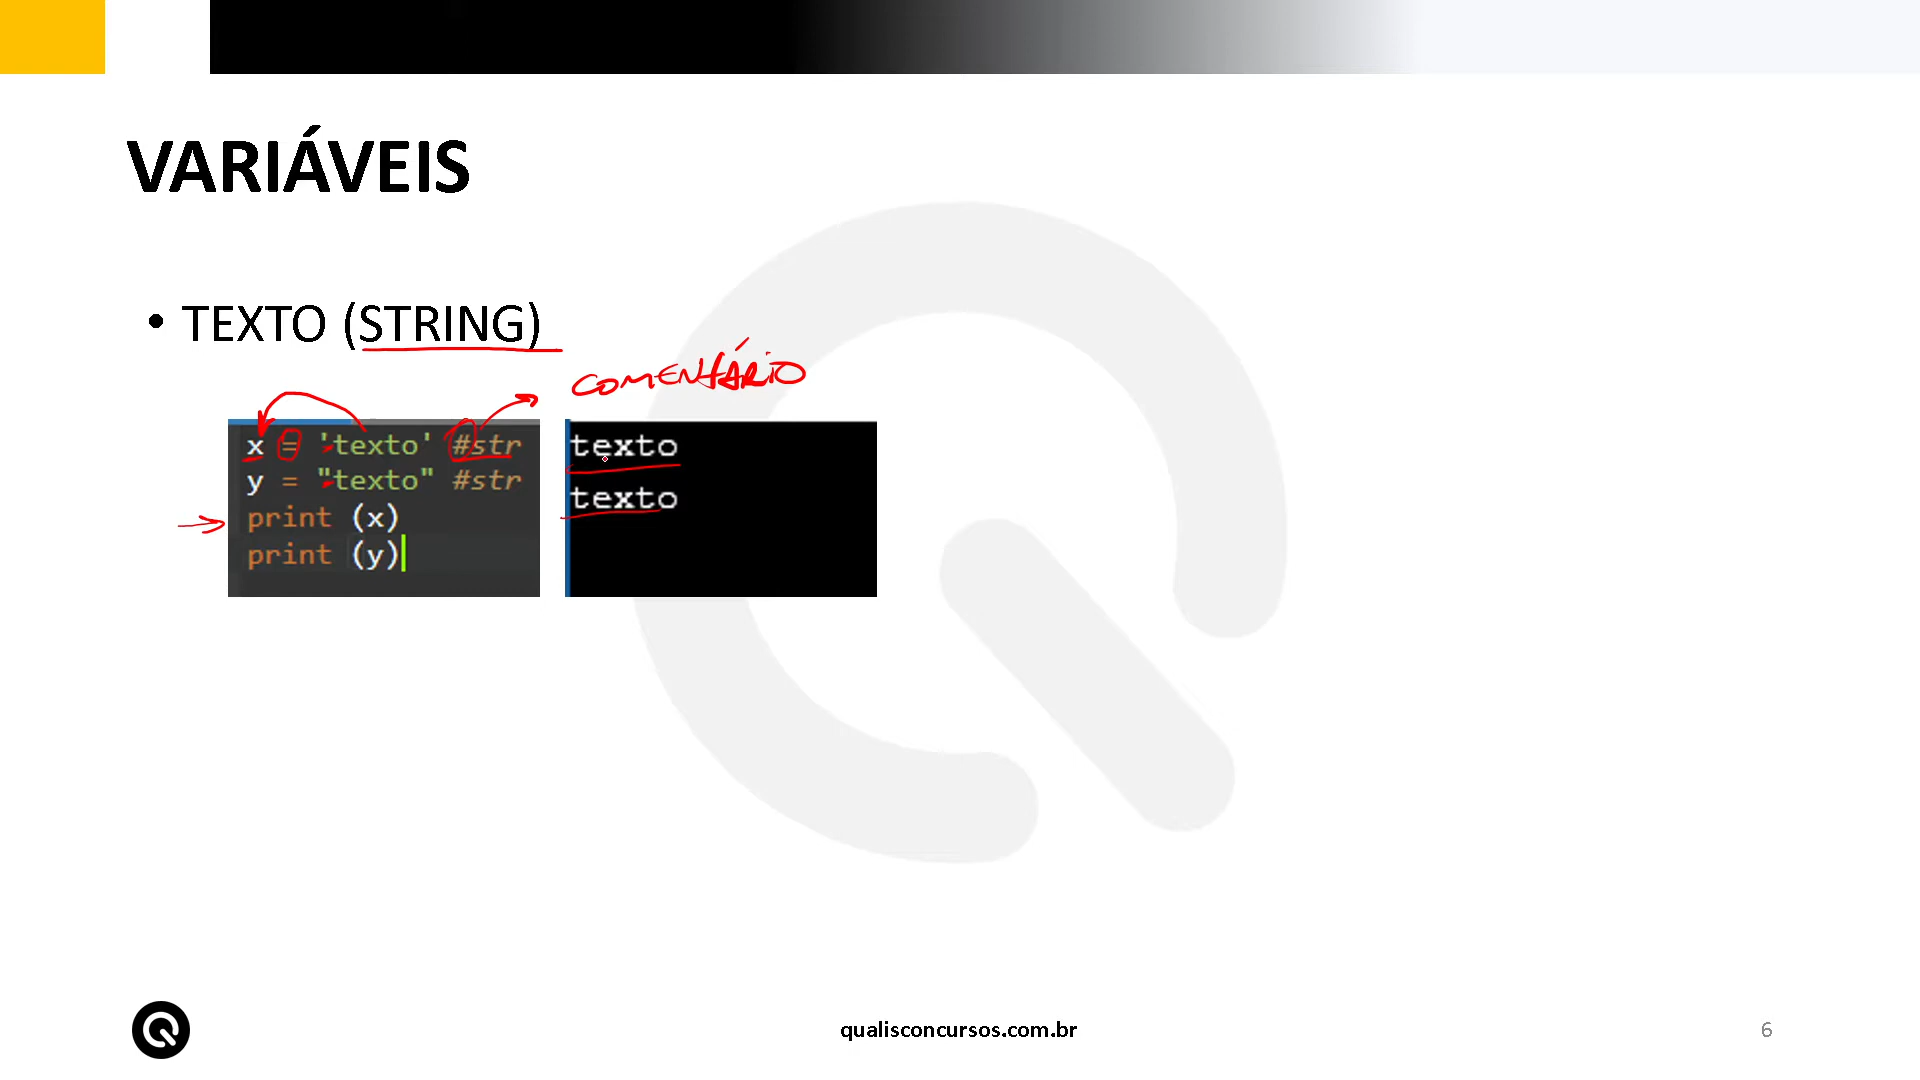 VARIÁVEIS
• TEXTO (STRING)
COMENTÁRIO
x = 'texto' #str
y = "texto" #str
print (x)
print (y)
texto
texto
qualisconcursos.com.br
6